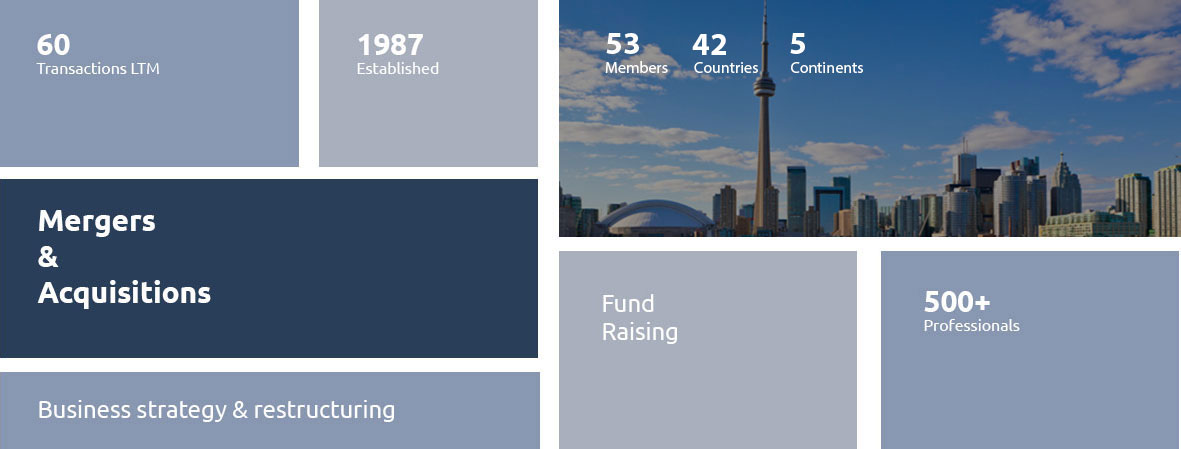 60
Transactions LTM
1987
Established
53
Members
42
Countries
5
Continents
Mergers
&
Acquisitions
Fund
Raising
500+
Professionals
Business strategy & restructuring